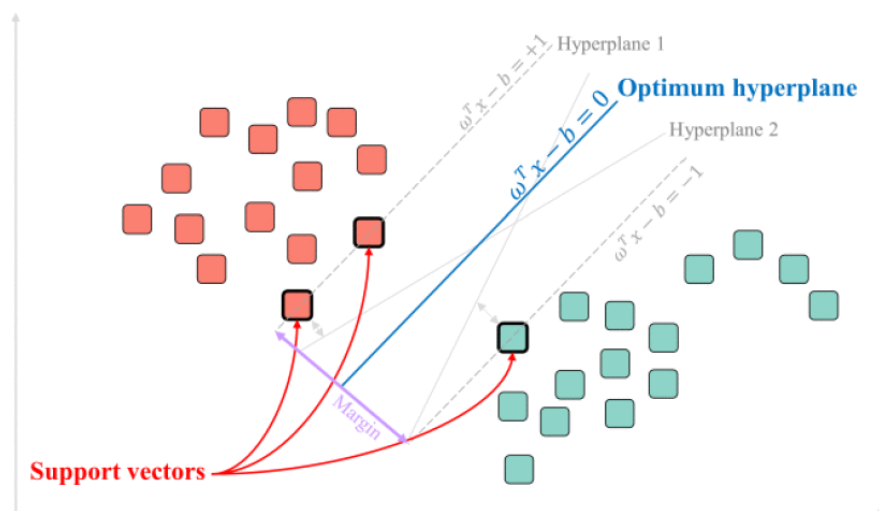 ωᵀx − b = +1
Hyperplane 1
Optimum hyperplane
ωᵀx − b = 0
Hyperplane 2
ωᵀx − b = −1
Margin
Support vectors